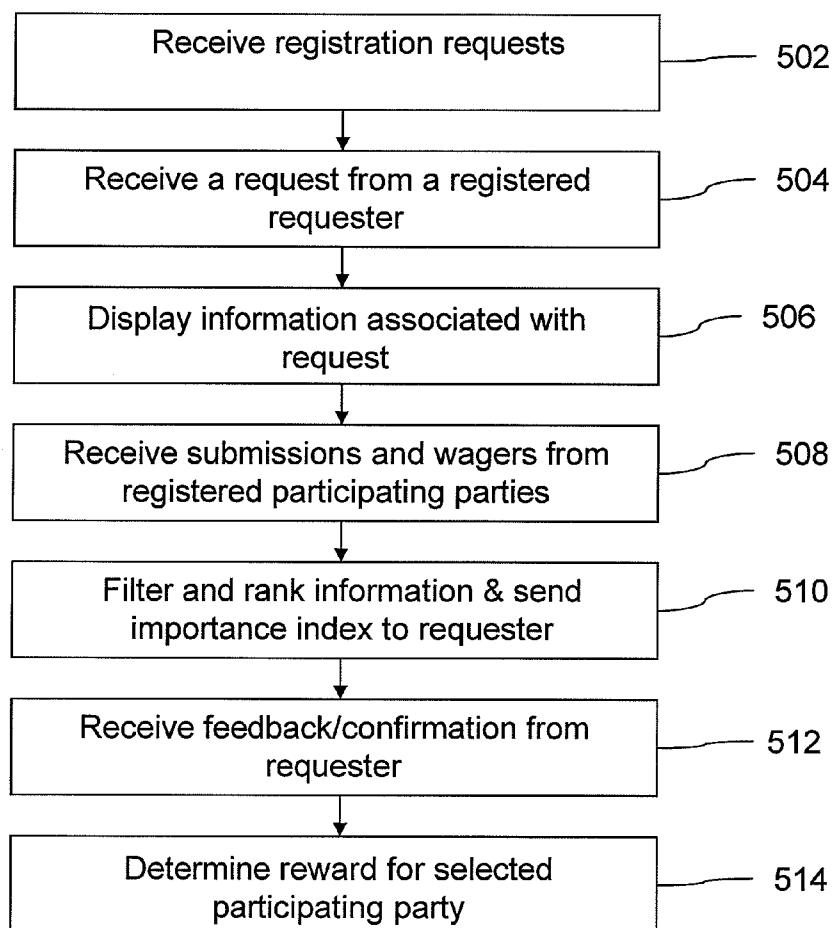 Receive registration requests
502
Receive a request from a registered
requester
504
Display information associated with
request
506
Receive submissions and wagers from
registered participating parties
508
Filter and rank information & send
importance index to requester
510
Receive feedback/confirmation from
requester
512
Determine reward for selected
participating party
514